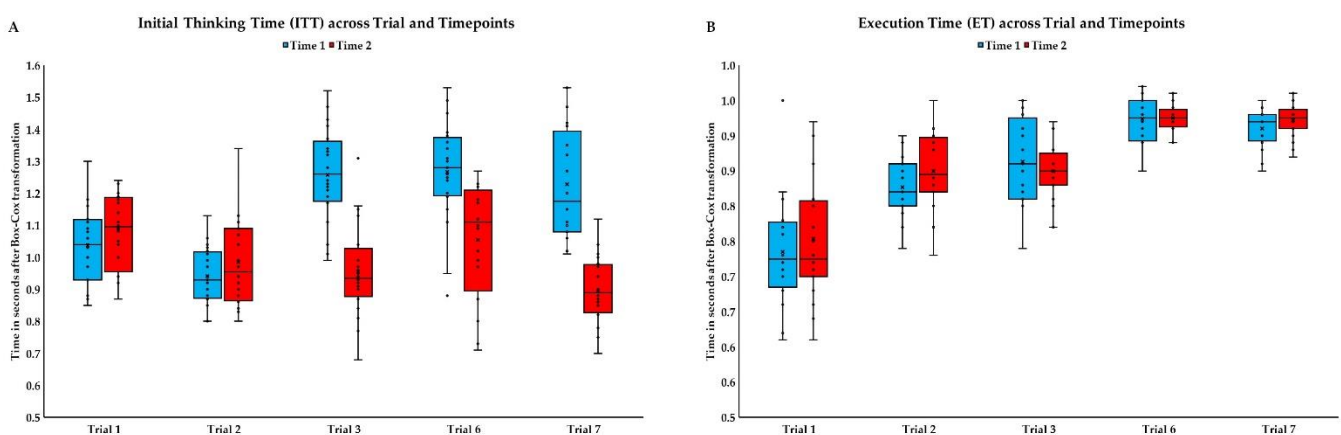 A
Initial Thinking Time (ITT) across Trial and Timepoints
Time 1 Time 2
Time in seconds after Box-Cox transformation
1.6
1.5
1.4
1.3
1.2
1.1
1.0
0.9
0.8
0.7
0.6
0.5
Trial 1 Trial 2 Trial 3 Trial 6 Trial 7
B
Execution Time (ET) across Trial and Timepoints
Time 1 Time 2
Time in seconds after Box-Cox transformation
1.0
1.0
0.9
0.9
0.8
0.8
0.7
0.7
0.6
0.6
0.5
Trial 1 Trial 2 Trial 3 Trial 6 Trial 7